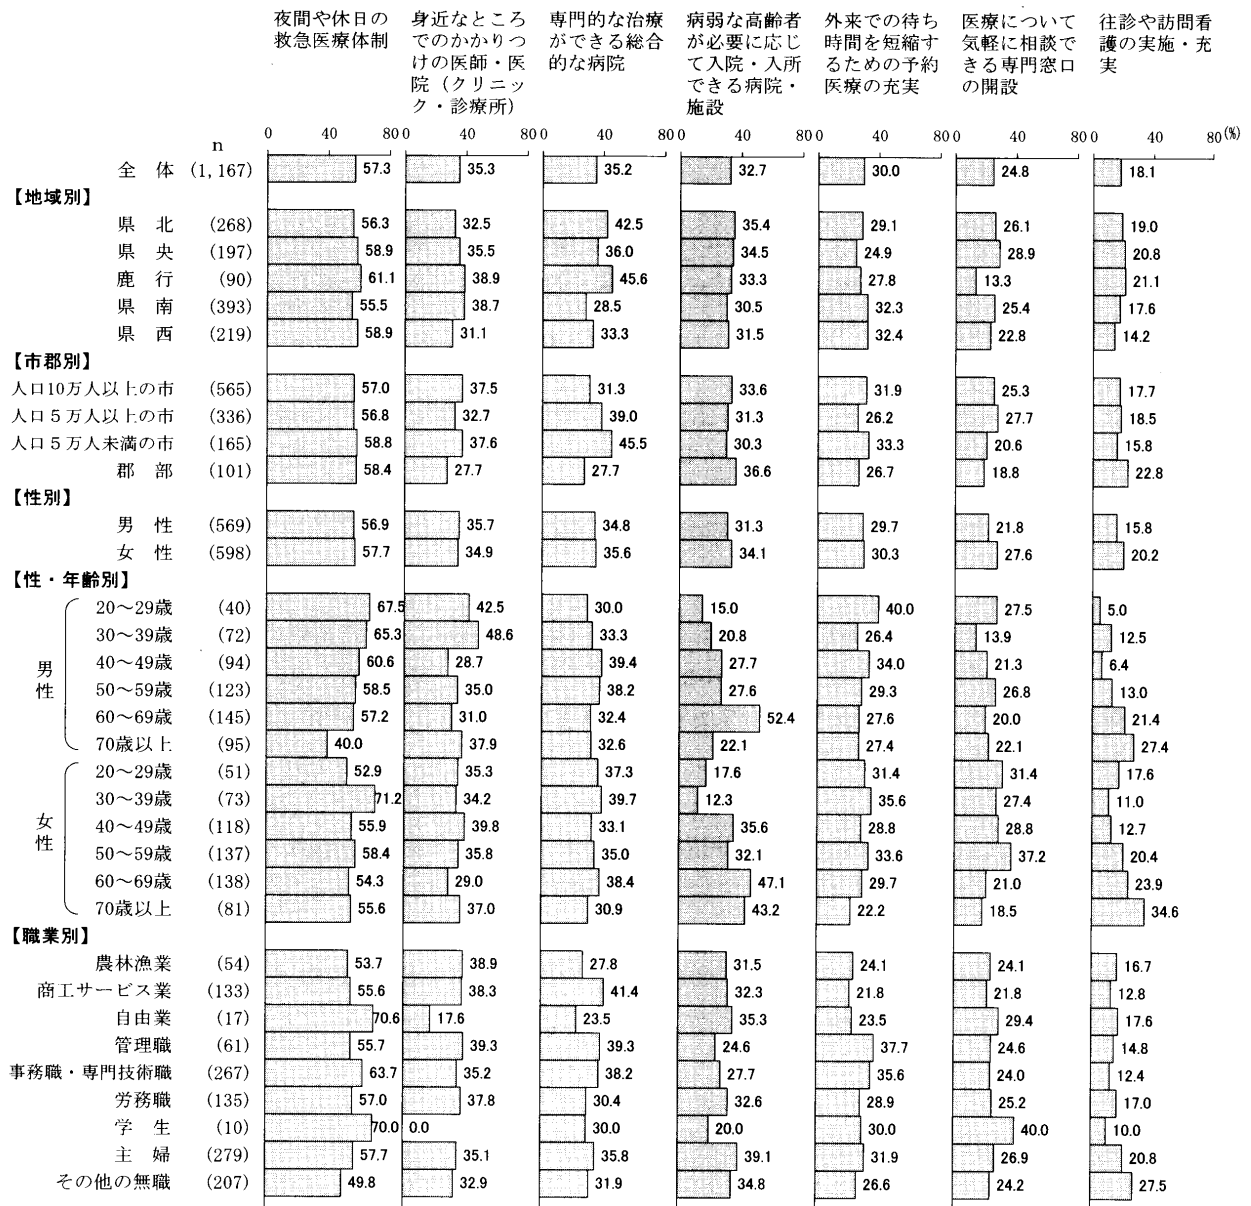 夜間や休日の
救急医療体制
身近なところ
でのかかりつ
けの医師・医
院（クリニッ
ク・診療所）
専門的な治療
ができる総合
的な病院
病弱な高齢者
が必要に応じ
て入院・入所
できる病院・
施設
外来での待ち
時間を短縮す
るための予約
医療の充実
医療について
気軽に相談で
きる専門窓口
の開設
往診や訪問看
護の実施・充
実
n
0 40 80 0 40 80 0 40 80 0 40 80 0 40 80 0 40 80 0 40 80(%)
全体 (1,167) 57.3 35.3 35.2 32.7 30.0 24.8 18.1
【地域別】
県北 (268) 56.3 32.5 42.5 35.4 29.1 26.1 19.0
県央 (197) 58.9 35.5 36.0 34.5 24.9 28.9 20.8
鹿行 (90) 61.1 38.9 45.6 33.3 27.8 13.3 21.1
県南 (393) 55.5 38.7 28.5 30.5 32.3 25.4 17.6
県西 (219) 58.9 31.1 33.3 31.5 32.4 22.8 14.2
【市郡別】
人口10万人以上の市 (565) 57.0 37.5 31.3 33.6 31.9 25.3 17.7
人口５万人以上の市 (336) 56.8 32.7 39.0 31.3 26.2 27.7 18.5
人口５万人未満の市 (165) 58.8 37.6 45.5 30.3 33.3 20.6 15.8
郡部 (101) 58.4 27.7 27.7 36.6 26.7 18.8 22.8
【性別】
男性 (569) 56.9 35.7 34.8 31.3 29.7 21.8 15.8
女性 (598) 57.7 34.9 35.6 34.1 30.3 27.6 20.2
【性・年齢別】
男性
20～29歳 (40) 67.5 42.5 30.0 15.0 40.0 27.5 5.0
30～39歳 (72) 65.3 48.6 33.3 20.8 26.4 13.9 12.5
40～49歳 (94) 60.6 28.7 39.4 27.7 34.0 21.3 6.4
50～59歳 (123) 58.5 35.0 38.2 27.6 29.3 26.8 13.0
60～69歳 (145) 57.2 31.0 32.4 52.4 27.6 20.0 21.4
70歳以上 (95) 40.0 37.9 32.6 22.1 27.4 22.1 27.4
女性
20～29歳 (51) 52.9 35.3 37.3 17.6 31.4 31.4 17.6
30～39歳 (73) 71.2 34.2 39.7 12.3 35.6 27.4 11.0
40～49歳 (118) 55.9 39.8 33.1 35.6 28.8 28.8 12.7
50～59歳 (137) 58.4 35.8 35.0 32.1 33.6 37.2 20.4
60～69歳 (138) 54.3 29.0 38.4 47.1 29.7 21.0 23.9
70歳以上 (81) 55.6 37.0 30.9 43.2 22.2 18.5 34.6
【職業別】
農林漁業 (54) 53.7 38.9 27.8 31.5 24.1 24.1 16.7
商工サービス業 (133) 55.6 38.3 41.4 32.3 21.8 21.8 12.8
自由業 (17) 70.6 17.6 23.5 35.3 23.5 29.4 17.6
管理職 (61) 55.7 39.3 39.3 24.6 37.7 24.6 14.8
事務職・専門技術職 (267) 63.7 35.2 38.2 27.7 35.6 24.0 12.4
労務職 (135) 57.0 37.8 30.4 32.6 28.9 25.2 17.0
学生 (10) 70.0 0.0 30.0 20.0 30.0 40.0 10.0
主婦 (279) 57.7 35.1 35.8 39.1 31.9 26.9 20.8
その他の無職 (207) 49.8 32.9 31.9 34.8 26.6 24.2 27.5